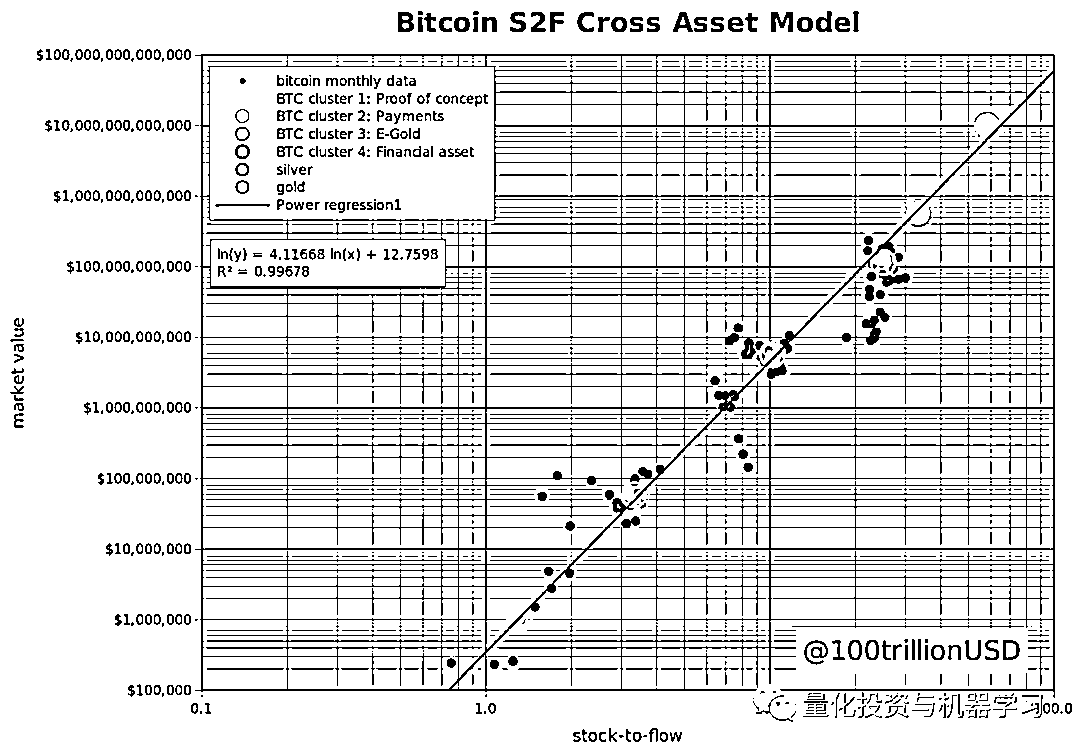 Bitcoin S2F Cross Asset Model
$100,000,000,000,000
$10,000,000,000,000
$1,000,000,000,000
$100,000,000,000
$10,000,000,000
$1,000,000,000
$100,000,000
$10,000,000
$1,000,000
$100,000
market value
bitcoin monthly data
BTC cluster 1: Proof of concept
BTC cluster 2: Payments
BTC cluster 3: E-Gold
BTC cluster 4: Financial asset
silver
gold
Power regression1
ln(y) = 4.11668 ln(x) + 12.7598
R² = 0.99678
@100trillionUSD
0.1
1.0
量化投资与机器学习
stock-to-flow